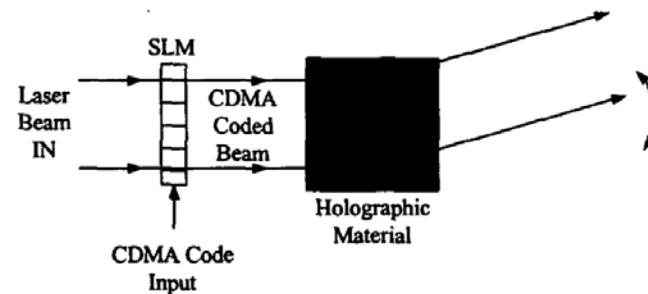 SLM
Laser
Beam
IN
CDMA
Coded
Beam
Holographic
Material
CDMA Code
Input